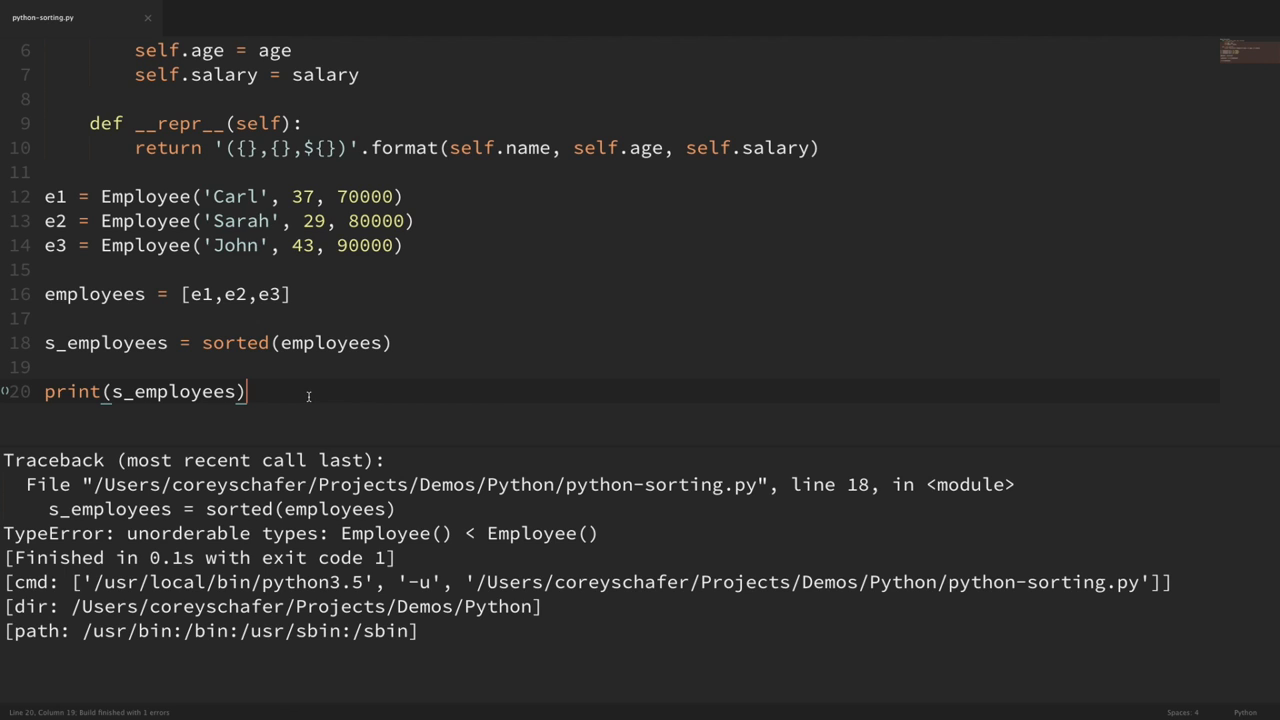 python-sorting.py ×
6 self.age = age
7 self.salary = salary
8
9 def __repr__(self):
10 return '({},{},${})'.format(self.name, self.age, self.salary)
11
12 e1 = Employee('Carl', 37, 70000)
13 e2 = Employee('Sarah', 29, 80000)
14 e3 = Employee('John', 43, 90000)
15
16 employees = [e1,e2,e3]
17
18 s_employees = sorted(employees)
19
()20 print(s_employees)
Traceback (most recent call last):
File "/Users/coreyschafer/Projects/Demos/Python/python-sorting.py", line 18, in <module>
s_employees = sorted(employees)
TypeError: unorderable types: Employee() < Employee()
[Finished in 0.1s with exit code 1]
[cmd: ['/usr/local/bin/python3.5', '-u', '/Users/coreyschafer/Projects/Demos/Python/python-sorting.py']]
[dir: /Users/coreyschafer/Projects/Demos/Python]
[path: /usr/bin:/bin:/usr/sbin:/sbin]
Line 20, Column 19; Build finished with 1 errors Spaces: 4 Python